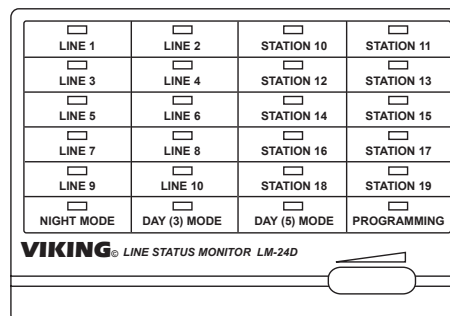 LINE 1 LINE 2 STATION 10 STATION 11
LINE 3 LINE 4 STATION 12 STATION 13
LINE 5 LINE 6 STATION 14 STATION 15
LINE 7 LINE 8 STATION 16 STATION 17
LINE 9 LINE 10 STATION 18 STATION 19
NIGHT MODE DAY (3) MODE DAY (5) MODE PROGRAMMING
VIKING© LINE STATUS MONITOR LM-24D